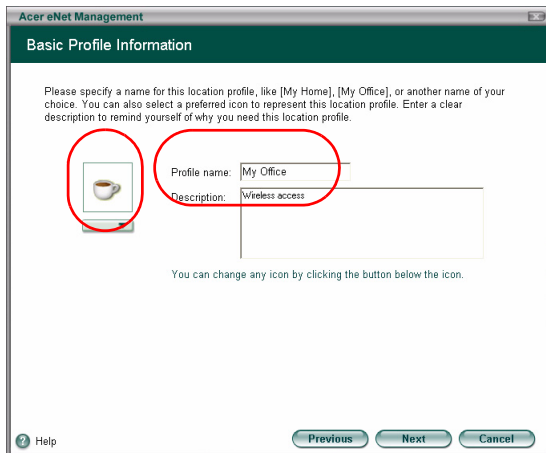 Acer eNet Management
Basic Profile Information
Please specify a name for this location profile, like [My Home], [My Office], or another name of your
choice. You can also select a preferred icon to represent this location profile. Enter a clear
description to remind yourself of why you need this location profile.
Profile name: My Office
Description: Wireless access
You can change any icon by clicking the button below the icon.
? Help
Previous Next Cancel